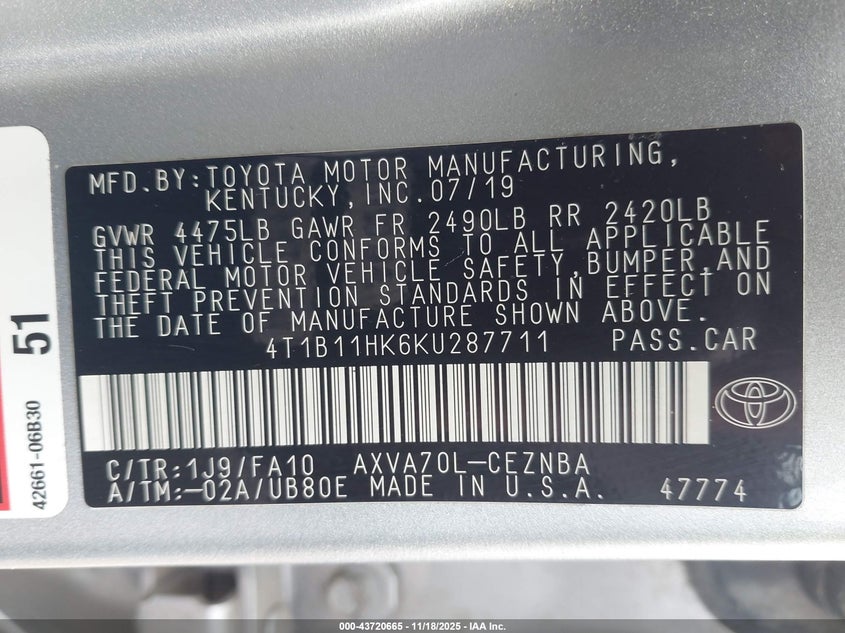 MFD.BY:TOYOTA MOTOR MANUFACTURING,
KENTUCKY,INC.07/19
GVWR 4475LB GAWR FR 2490LB RR 2420LB
THIS VEHICLE CONFORMS TO ALL APPLICABLE
FEDERAL MOTOR VEHICLE SAFETY,BUMPER,AND
THEFT PREVENTION STANDARDS IN EFFECT ON
THE DATE OF MANUFACTURE SHOWN ABOVE.
4T1B11HK6KU287711 PASS.CAR
C/TR:1J9/FA10 AXVA70L-CEZNBA
A/TM:-02A/UB80E MADE IN U.S.A. 47774
51
42661-06B30
000-43720665 - 11/18/2025 - IAA Inc.